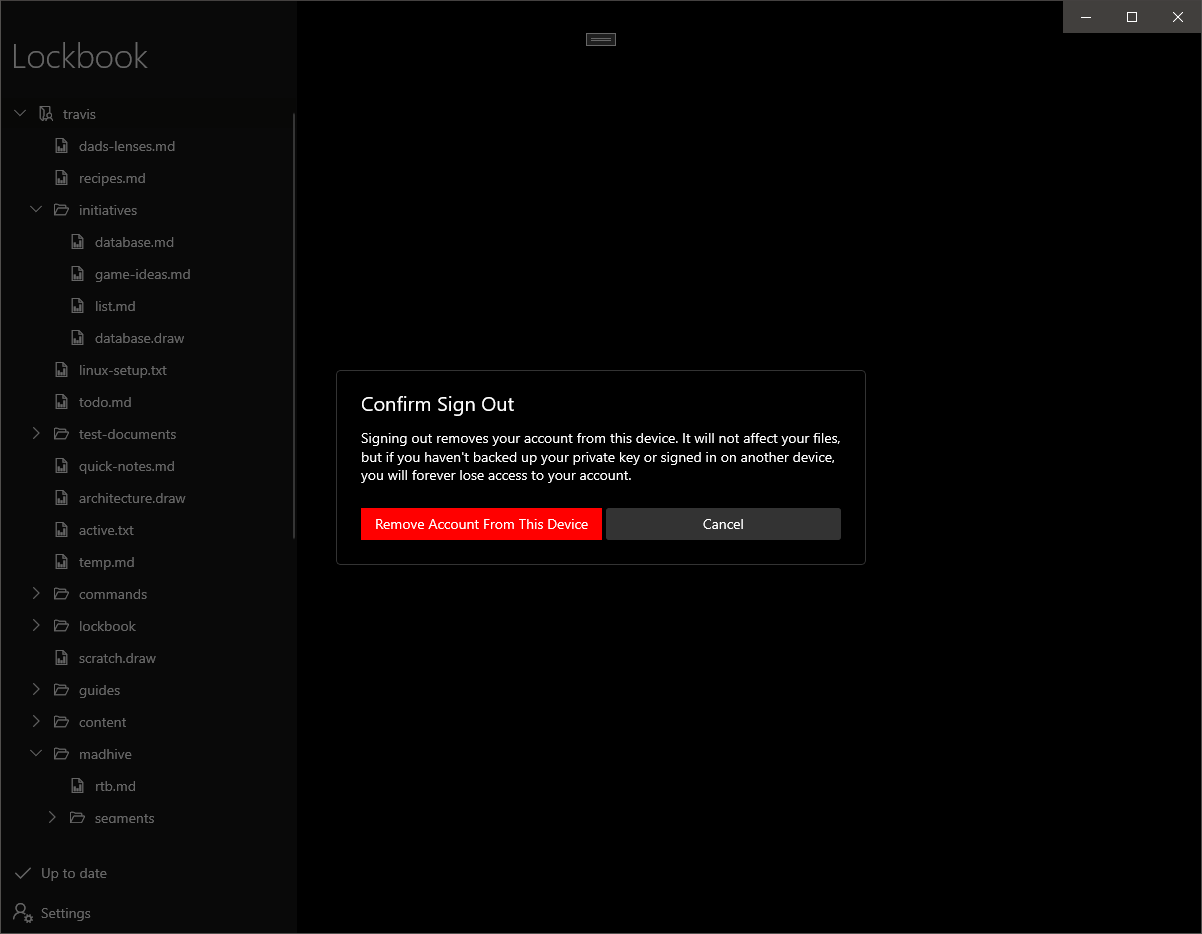 Lockbook
travis
dads-lenses.md
recipes.md
initiatives
database.md
game-ideas.md
list.md
database.draw
linux-setup.txt
todo.md
test-documents
quick-notes.md
architecture.draw
active.txt
temp.md
commands
lockbook
scratch.draw
guides
content
madhive
rtb.md
segments
Up to date
Settings
Confirm Sign Out
Signing out removes your account from this device. It will not affect your files,
but if you haven't backed up your private key or signed in on another device,
you will forever lose access to your account.
Remove Account From This Device
Cancel